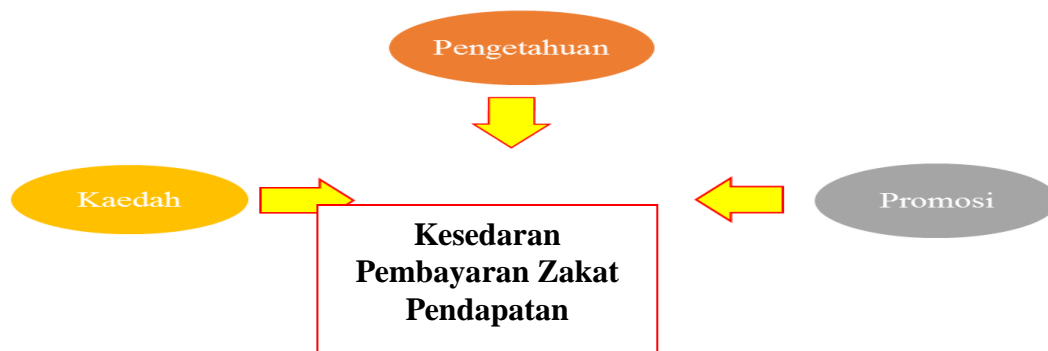 Pengetahuan
Kaedah
Promosi
Kesedaran
Pembayaran Zakat
Pendapatan